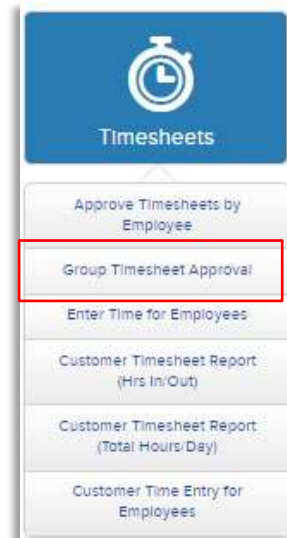 Timesheets
Approve Timesheets by
Employee
Group Timesheet Approval
Enter Time for Employees
Customer Timesheet Report
(Hrs In/Out)
Customer Timesheet Report
(Total Hours/Day)
Customer Time Entry for
Employees